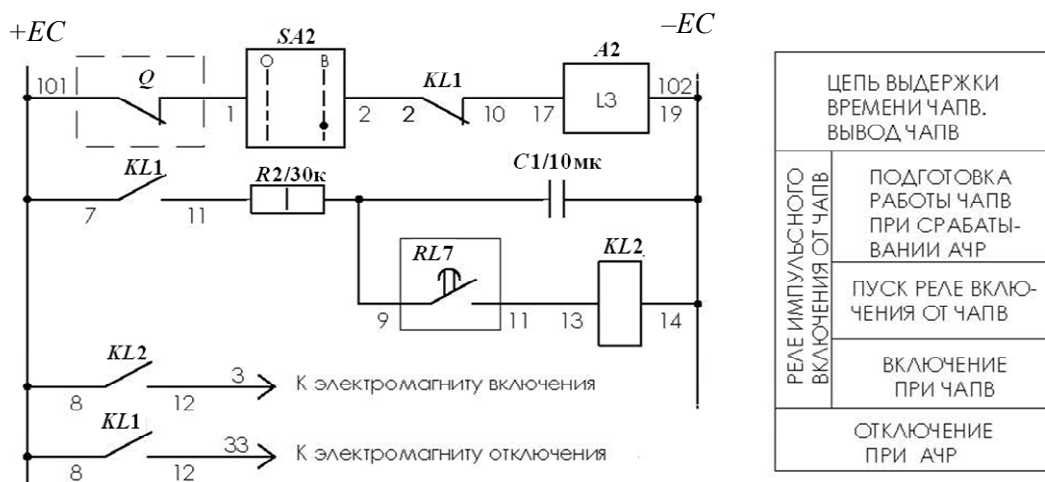 +EC
–EC
SA2
A2
Q
O
B
KL1
L3
101
1
2
2
10
17
102
19
KL1
R2/30к
C1/10мк
7
11
RL7
KL2
9
11
13
14
KL2
3
К электромагниту включения
8
12
KL1
33
К электромагниту отключения
8
12
ЦЕПЬ ВЫДЕРЖКИ
ВРЕМЕНИ ЧАПВ.
ВЫВОД ЧАПВ
РЕЛЕ ИМПУЛЬСНОГО
ВКЛЮЧЕНИЯ ОТ ЧАПВ
ПОДГОТОВКА
РАБОТЫ ЧАПВ
ПРИ СРАБАТЫ-
ВАНИИ АЧР
ПУСК РЕЛЕ ВКЛЮ-
ЧЕНИЯ ОТ ЧАПВ
ВКЛЮЧЕНИЕ
ПРИ ЧАПВ
ОТКЛЮЧЕНИЕ
ПРИ АЧР